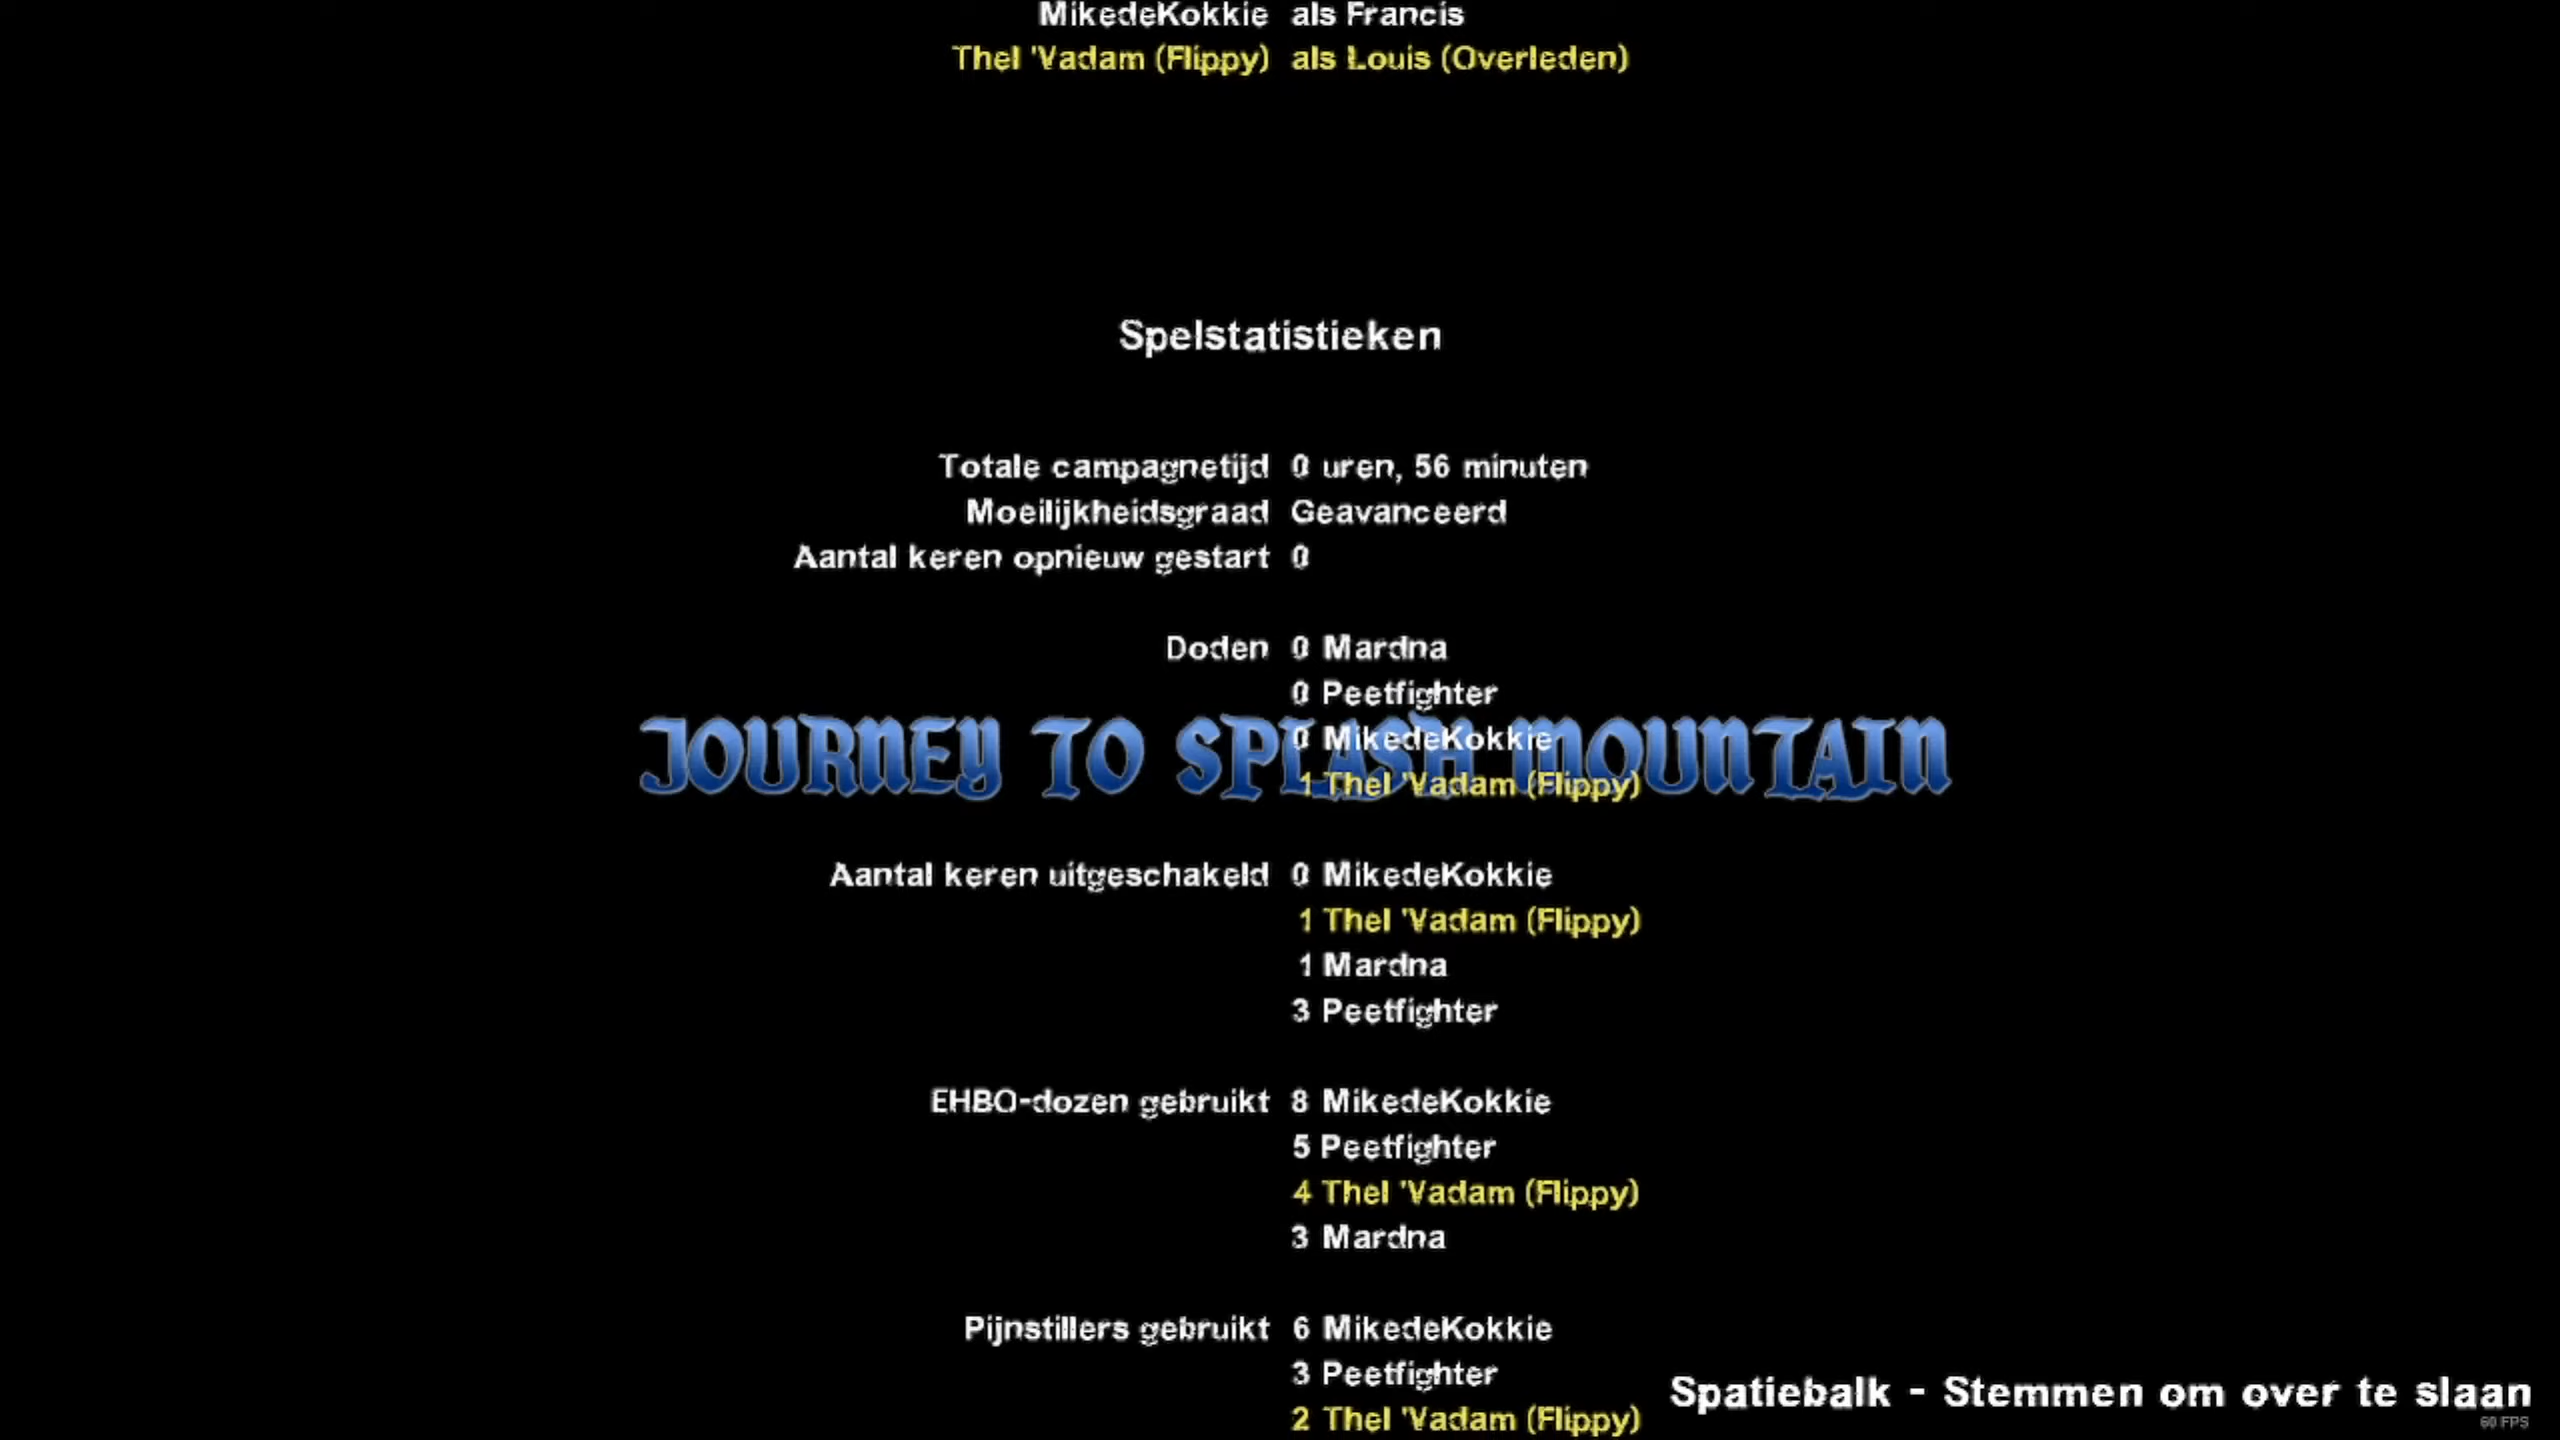 MikedeKokkie als Francis
Thel 'Vadam (Flippy) als Louis (Overleden)
Spelstatistieken
Totale campagnetijd 0 uren, 56 minuten
Moeilijkheidsgraad Geavanceerd
Aantal keren opnieuw gestart 0
Doden 0 Mardna
0 Peetfighter
0 MikedeKokkie
JOURNEY TO SPLASH MOUNTAIN
1 Thel 'Vadam (Flippy)
Aantal keren uitgeschakeld 0 MikedeKokkie
1 Thel 'Vadam (Flippy)
1 Mardna
3 Peetfighter
EHBO-dozen gebruikt 8 MikedeKokkie
5 Peetfighter
4 Thel 'Vadam (Flippy)
3 Mardna
Pijnstillers gebruikt 6 MikedeKokkie
3 Peetfighter
2 Thel 'Vadam (Flippy)
Spatiebalk - Stemmen om over te slaan
60 FPS